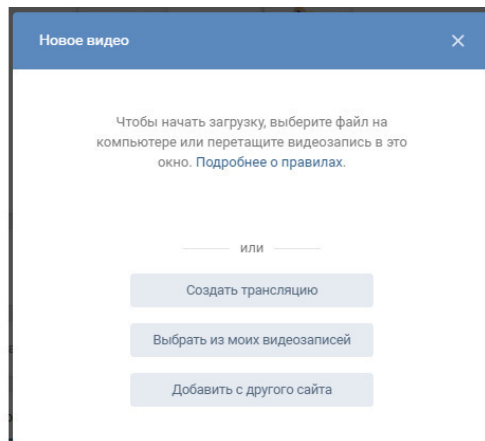 Новое видео
Чтобы начать загрузку, выберите файл на
компьютере или перетащите видеозапись в это
окно. Подробнее о правилах.
или
Создать трансляцию
Выбрать из моих видеозаписей
Добавить с другого сайта